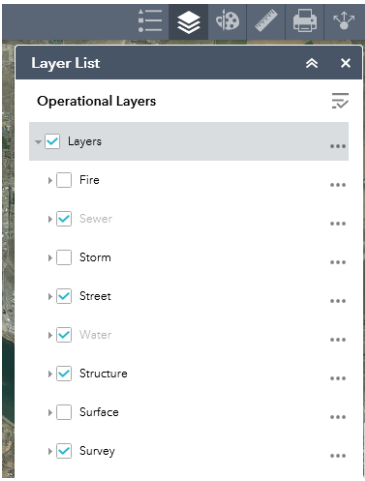 Layer List
Operational Layers
Layers
Fire
Sewer
Storm
Street
Water
Structure
Surface
Survey